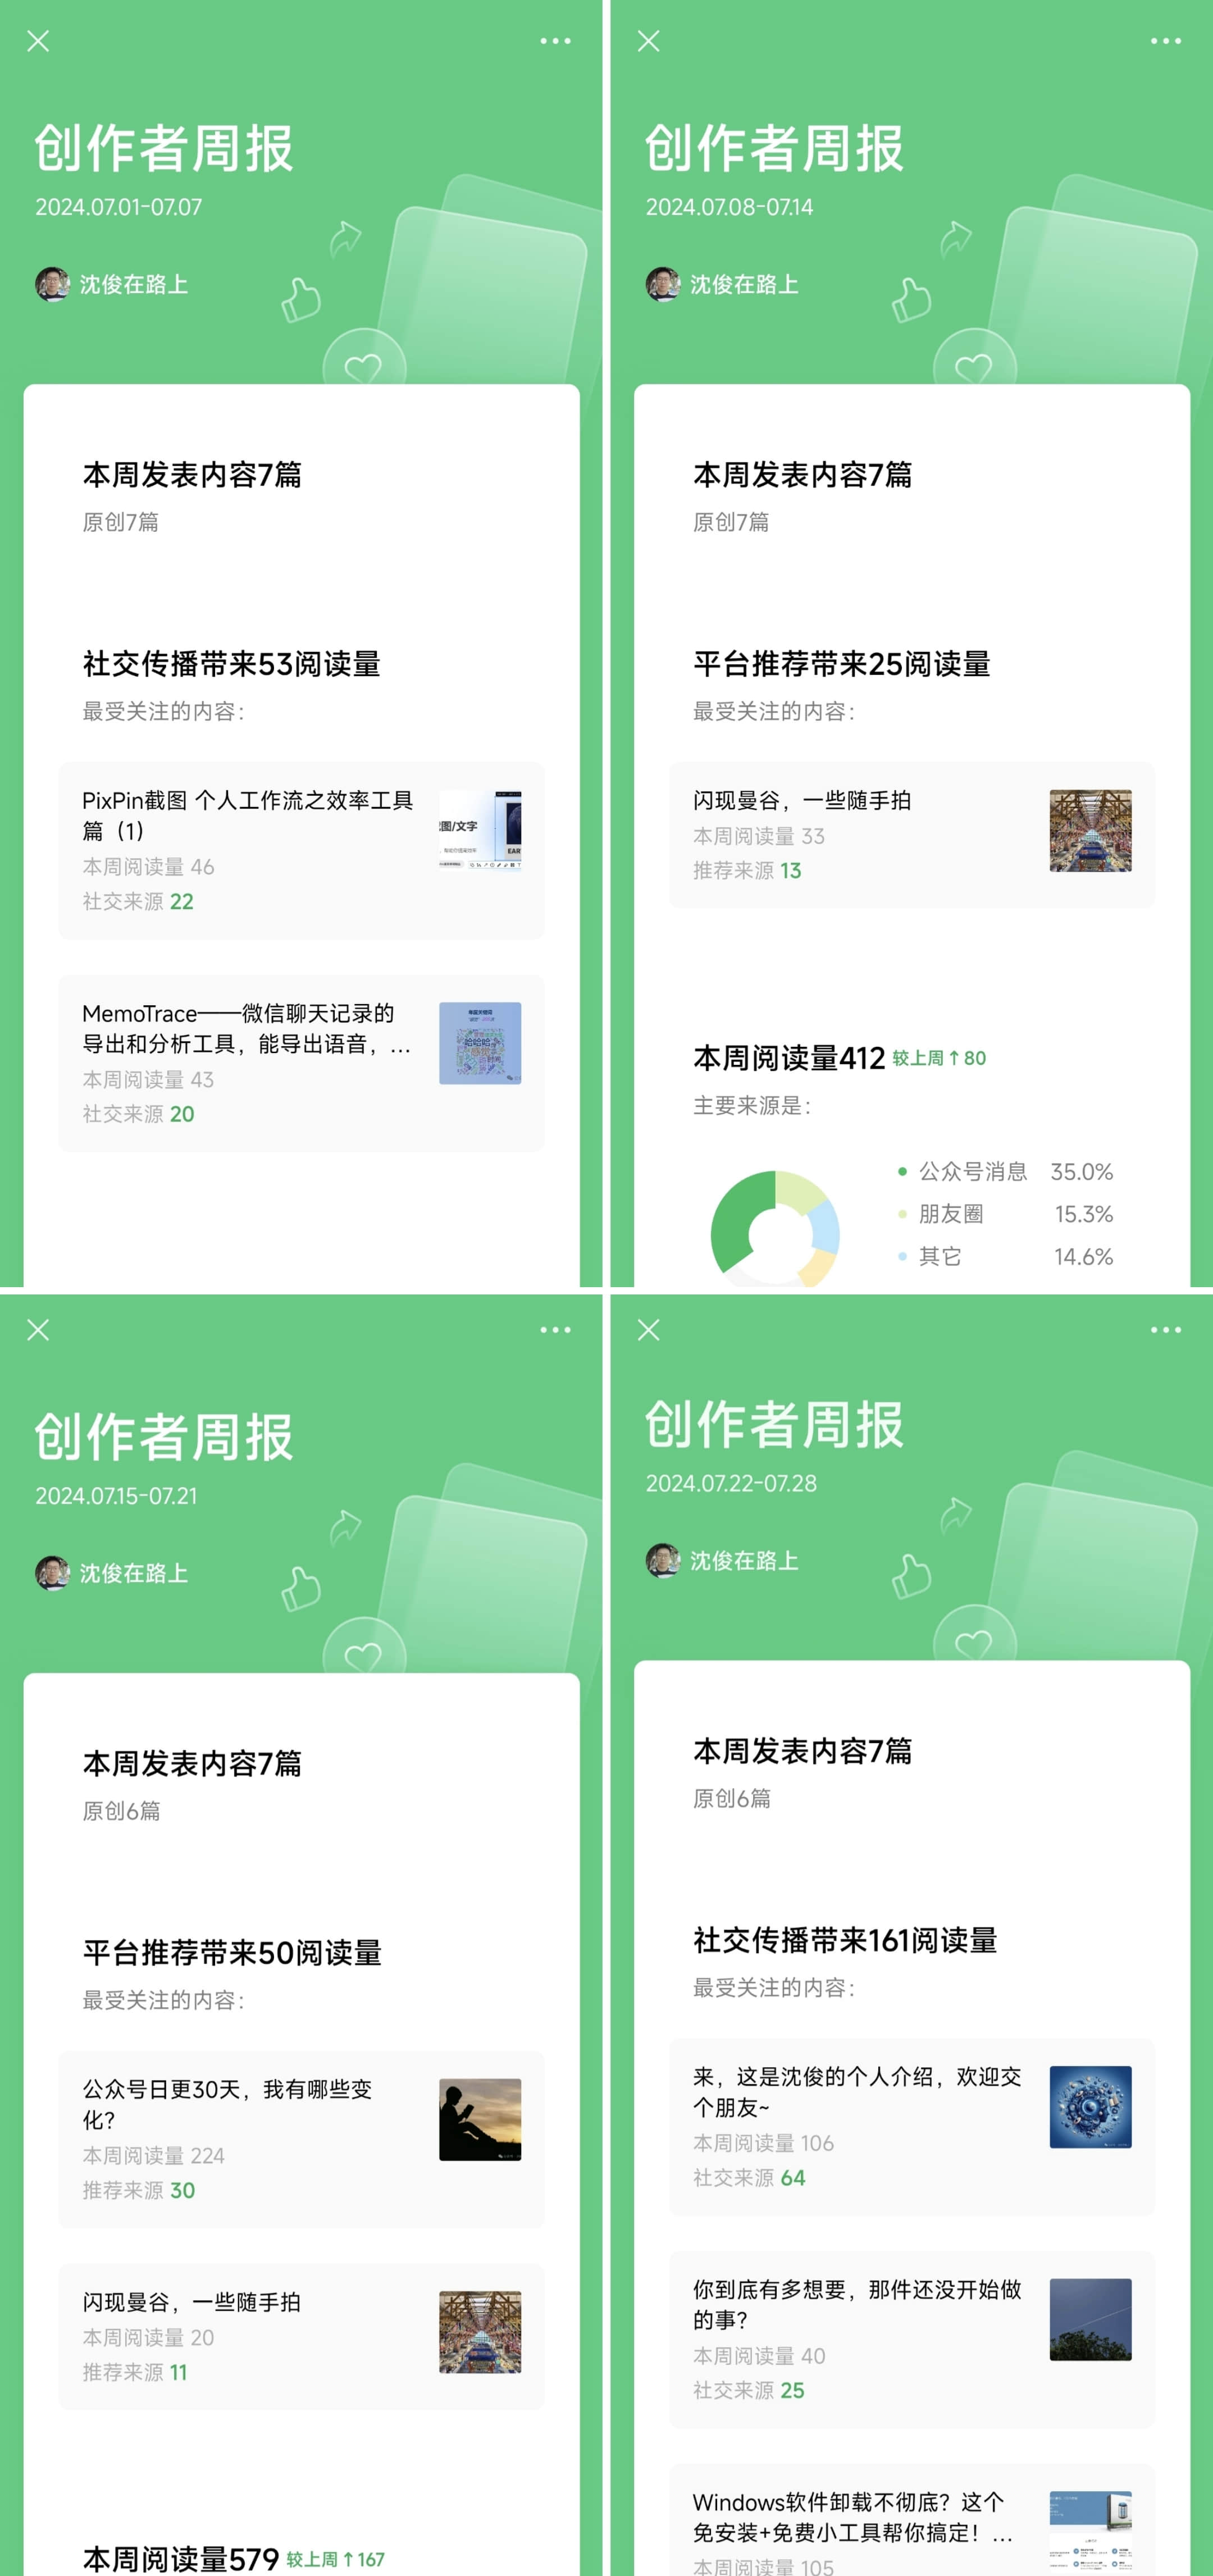 创作者周报
2024.07.01-07.07
沈俊在路上
本周发表内容7篇
原创7篇
社交传播带来53阅读量
最受关注的内容：
PixPin截图 个人工作流之效率工具
篇（1）
本周阅读量 46
社交来源 22
MemoTrace——微信聊天记录的
导出和分析工具，能导出语音，…
本周阅读量 43
社交来源 20
创作者周报
2024.07.08-07.14
沈俊在路上
本周发表内容7篇
原创7篇
平台推荐带来25阅读量
最受关注的内容：
闪现曼谷，一些随手拍
本周阅读量 33
推荐来源 13
本周阅读量412 较上周↑80
主要来源是：
公众号消息 35.0%
朋友圈 15.3%
其它 14.6%
创作者周报
2024.07.15-07.21
沈俊在路上
本周发表内容7篇
原创6篇
平台推荐带来50阅读量
最受关注的内容：
公众号日更30天，我有哪些变
化？
本周阅读量 224
推荐来源 30
闪现曼谷，一些随手拍
本周阅读量 20
推荐来源 11
本周阅读量579 较上周↑167
创作者周报
2024.07.22-07.28
沈俊在路上
本周发表内容7篇
原创6篇
社交传播带来161阅读量
最受关注的内容：
来，这是沈俊的个人介绍，欢迎交
个朋友~
本周阅读量 106
社交来源 64
你到底有多想要，那件还没开始做
的事？
本周阅读量 40
社交来源 25
Windows软件卸载不彻底？这个
免安装+免费小工具帮你搞定！…
本周阅读量 105